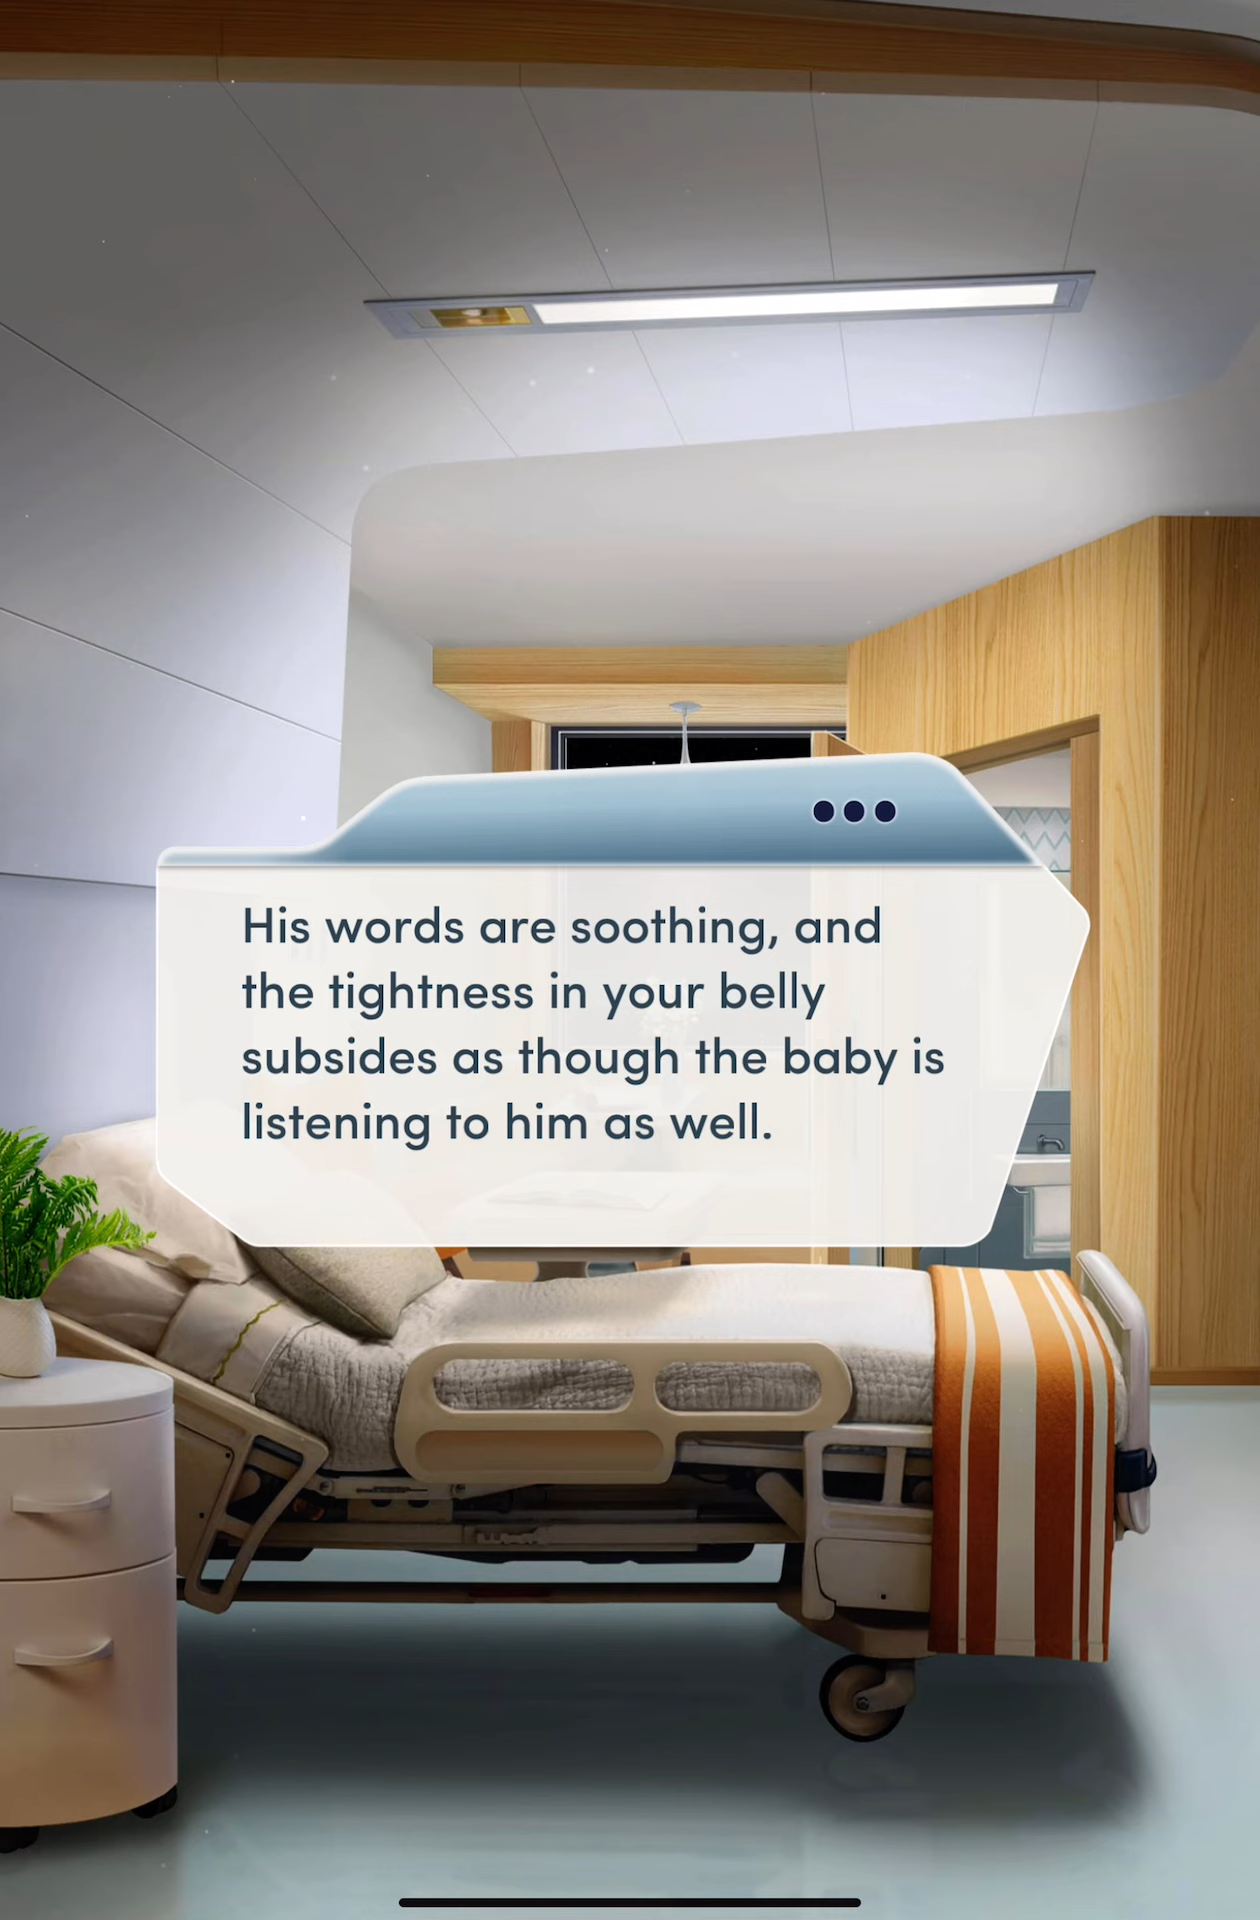 His words are soothing, and
the tightness in your belly
subsides as though the baby is
listening to him as well.